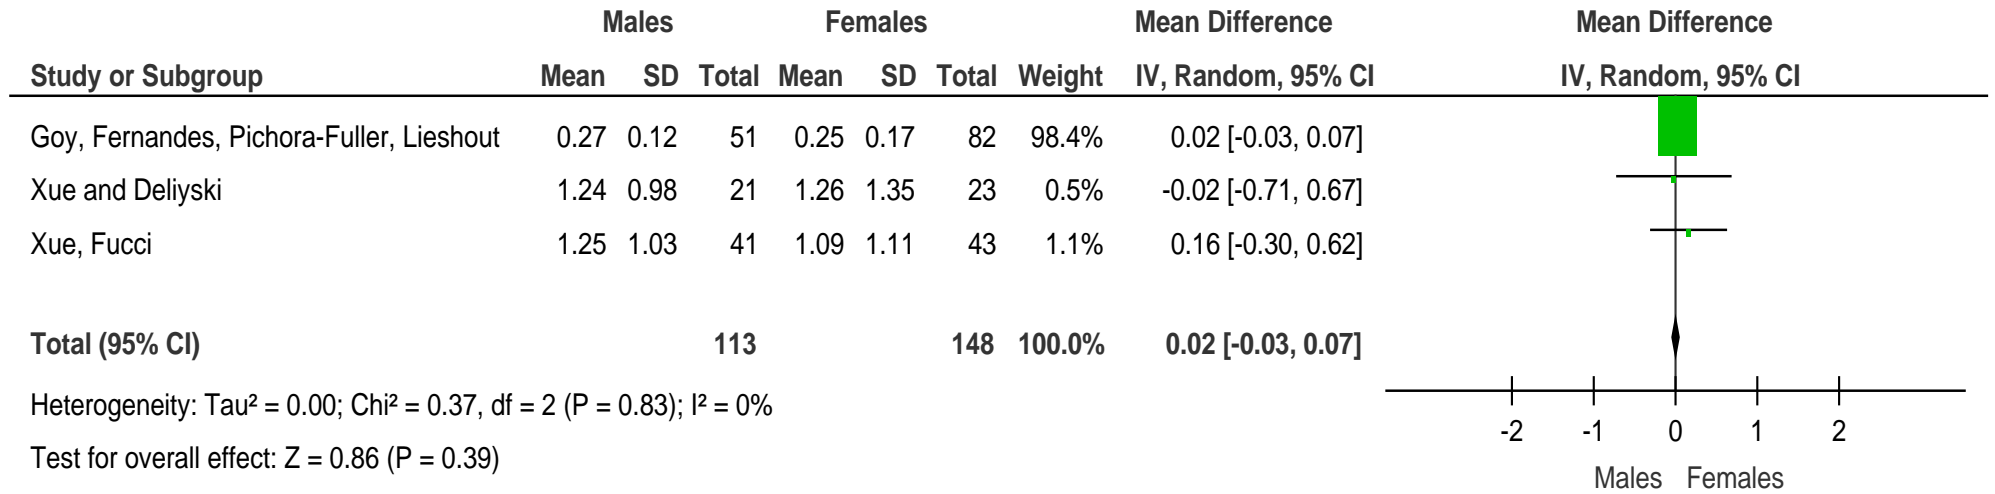 Males Females Mean Difference Mean Difference
Study or Subgroup Mean SD Total Mean SD Total Weight IV, Random, 95% CI IV, Random, 95% CI
Goy, Fernandes, Pichora-Fuller, Lieshout 0.27 0.12 51 0.25 0.17 82 98.4% 0.02 [-0.03, 0.07]
Xue and Deliyski 1.24 0.98 21 1.26 1.35 23 0.5% -0.02 [-0.71, 0.67]
Xue, Fucci 1.25 1.03 41 1.09 1.11 43 1.1% 0.16 [-0.30, 0.62]
Total (95% CI) 113 148 100.0% 0.02 [-0.03, 0.07]
Heterogeneity: Tau² = 0.00; Chi² = 0.37, df = 2 (P = 0.83); I² = 0%
Test for overall effect: Z = 0.86 (P = 0.39)
-2 -1 0 1 2
Males Females